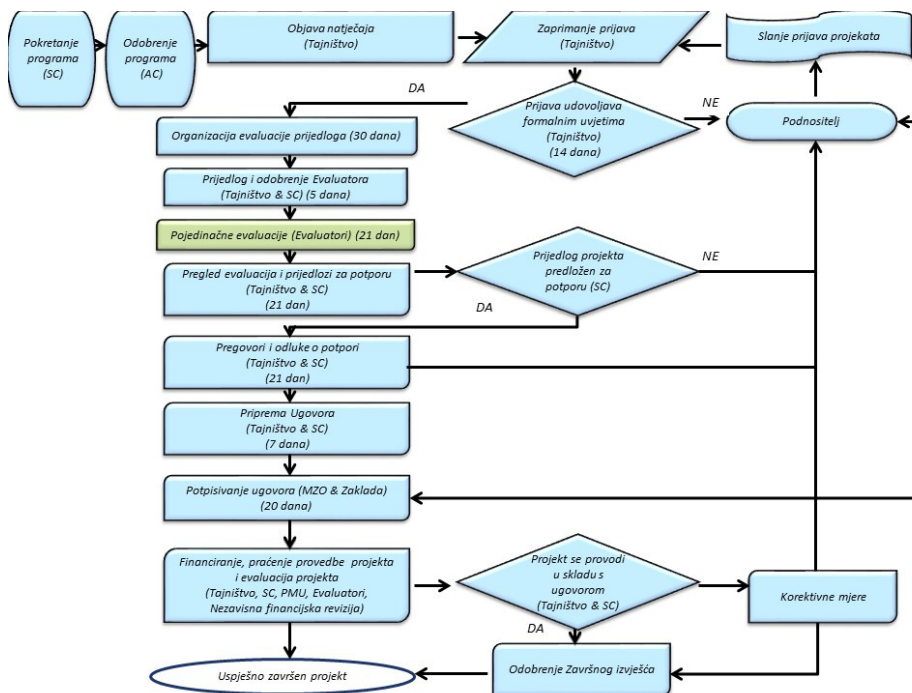 Pokretanje
programa
(SC)
Odobrenje
programa
(AC)
Objava natječaja
(Tajništvo)
Zaprimanje prijava
(Tajništvo)
Slanje prijava projekata
DA
Prijava udovoljava
formalnim uvjetima
(Tajništvo)
(14 dana)
NE
Podnositelj
Organizacija evaluacije prijedloga (30 dana)
Prijedlog i odobrenje Evaluatora
(Tajništvo & SC) (5 dana)
Pojedinačne evaluacije (Evaluatori) (21 dan)
Pregled evaluacija i prijedlozi za potporu
(Tajništvo & SC)
(21 dan)
Prijedlog projekta
predložen za
potporu (SC)
NE
DA
Pregovori i odluke o potpori
(Tajništvo & SC)
(21 dan)
Priprema Ugovora
(Tajništvo & SC)
(7 dana)
Potpisivanje ugovora (MZO & Zaklada)
(20 dana)
Financiranje, praćenje provedbe projekta
i evaluacija projekta
(Tajništvo, SC, PMU, Evaluatori,
Nezavisna financijska revizija)
Projekt se provodi
u skladu s
ugovorom
(Tajništvo & SC)
Korektivne mjere
DA
Odobrenje Završnog izvješća
Uspješno završen projekt